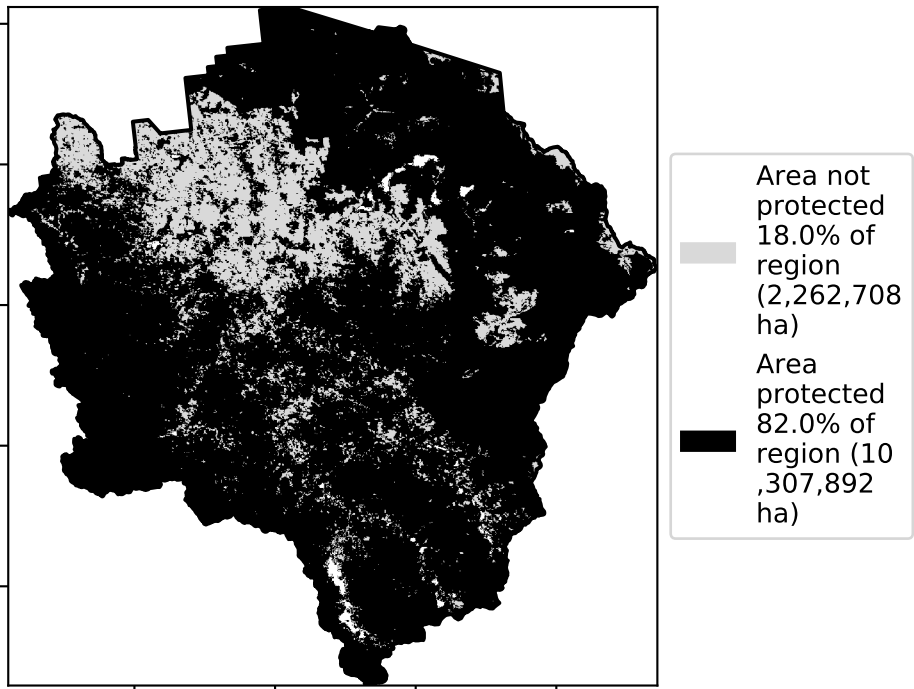 Area not
protected
18.0% of
region
(2,262,708
ha)
Area
protected
82.0% of
region (10
,307,892
ha)